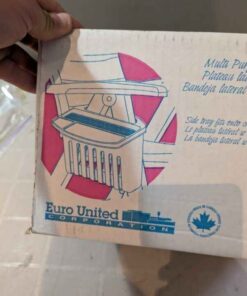 Multi Pur
Plateau la
Bandeja lateral
Side tray fits onto
Le plateau latéral
LA bandeja lateral
Euro United
CORPORATION